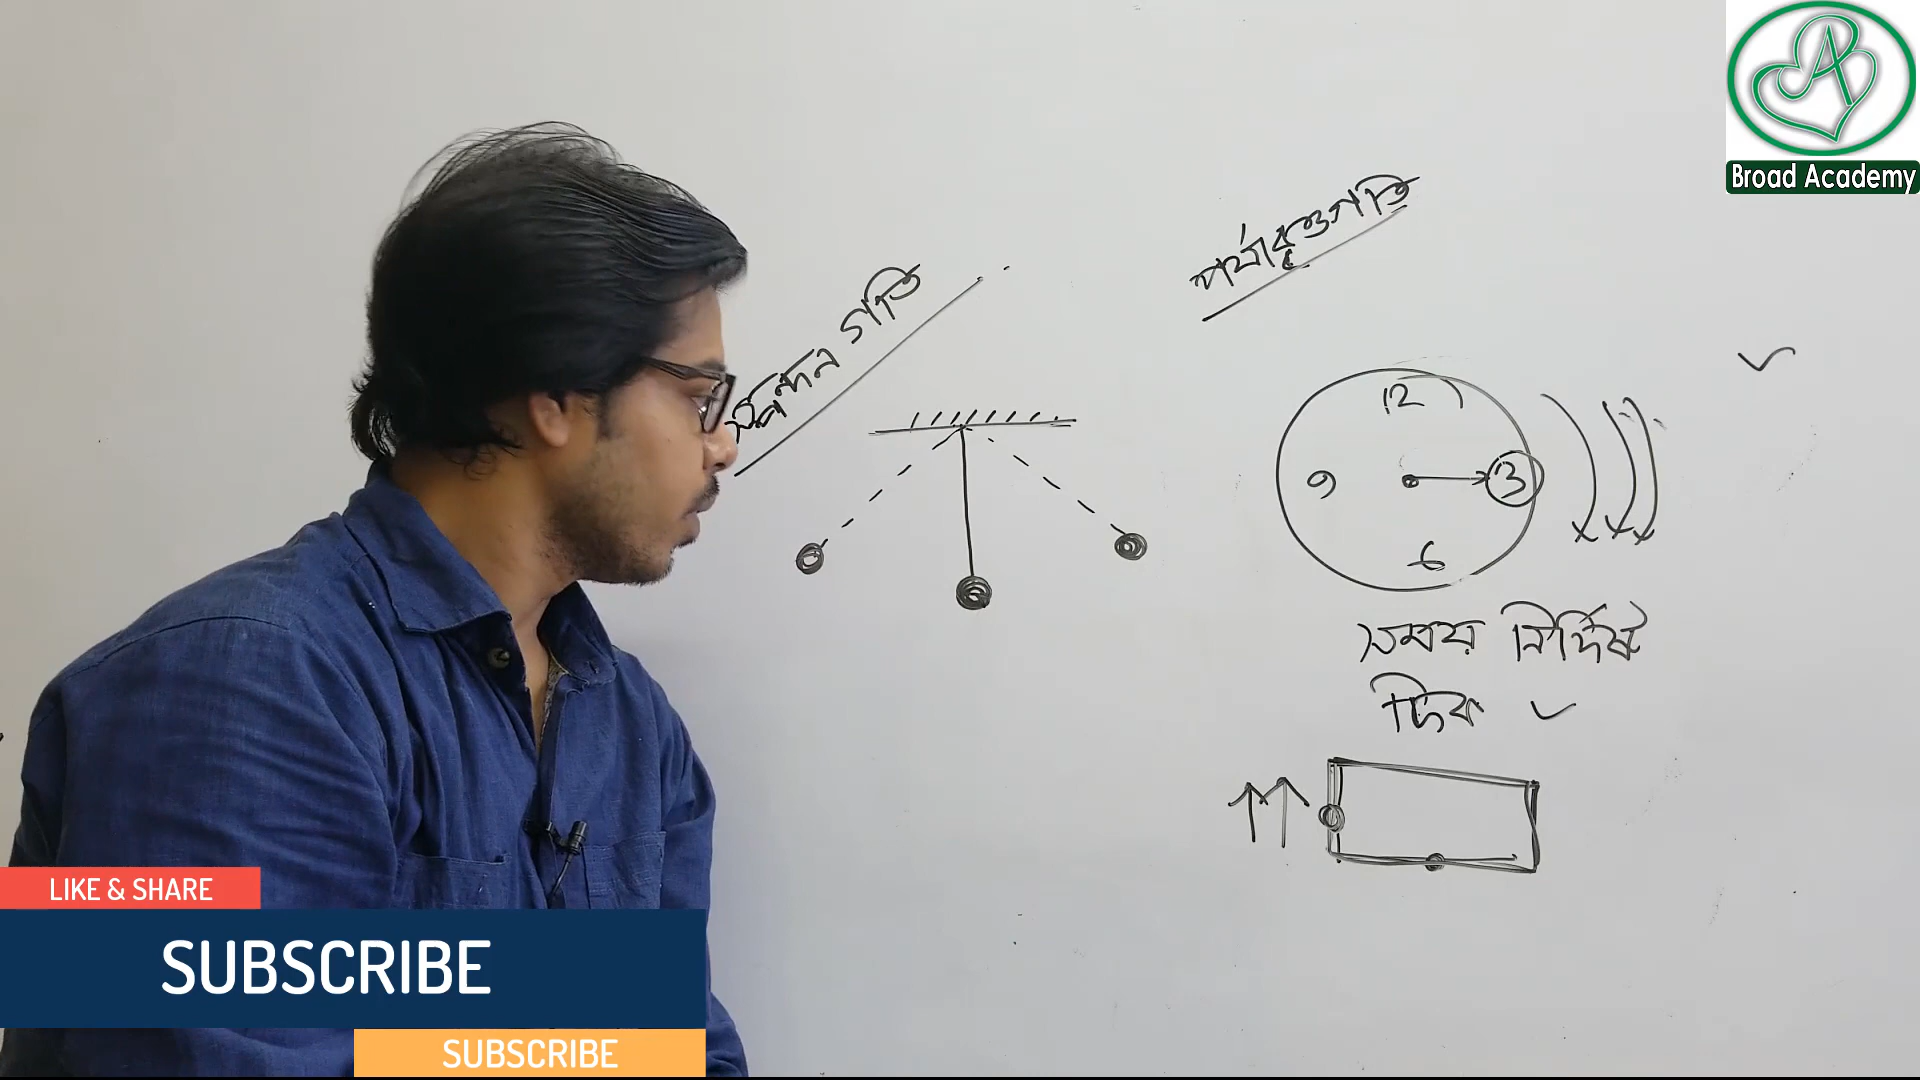 Broad Academy
স্পন্দন গতি
পর্যাবৃত্ত গতি
12
9
3
6
সময় নির্দিষ্ট
দিক
LIKE & SHARE
SUBSCRIBE
SUBSCRIBE